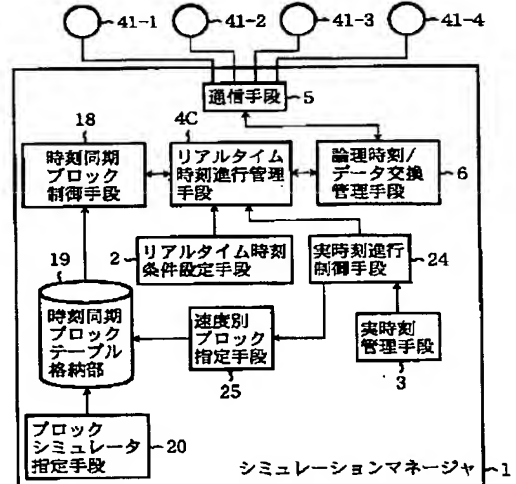 41-1
41-2
41-3
41-4
通信手段
5
18
時刻同期
ブロック
制御手段
4C
リアルタイム
時刻進行管理
手段
論理時刻/
データ交換
管理手段
6
2
リアルタイム時刻
条件設定手段
実時刻進行
制御手段
24
19
時刻同期
ブロック
テーブル
格納部
速度別
ブロック
指定手段
25
実時刻
管理手段
3
ブロック
シミュレータ
指定手段
20
シミュレーションマネージャ
1